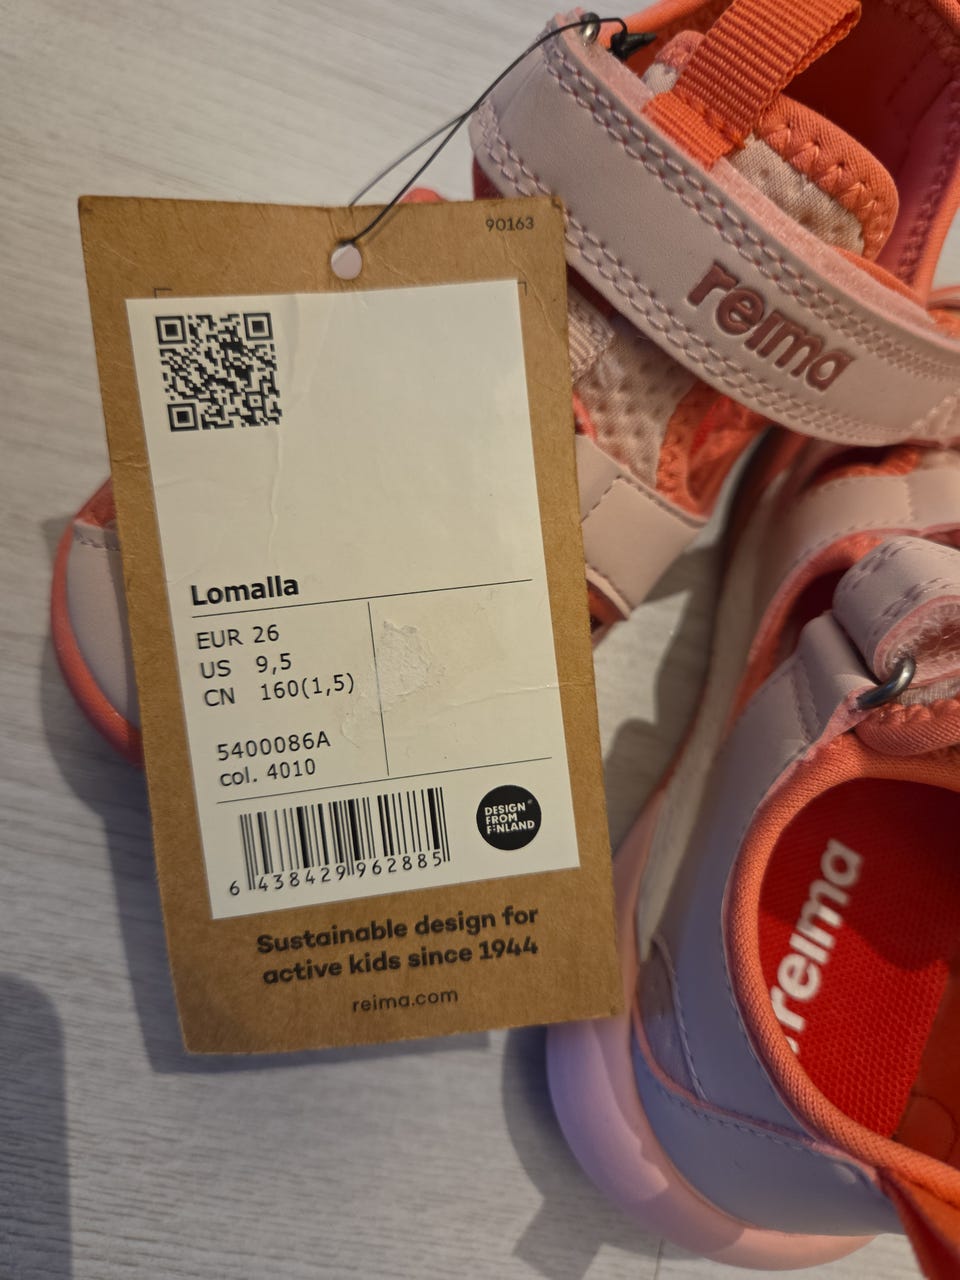 90163
reima
Lomalla
EUR 26
US 9,5
CN 160(1,5)
5400086A
col. 4010
DESIGN
FROM
FINLAND
6 438429 962885
Sustainable design for
active kids since 1944
reima.com
reima